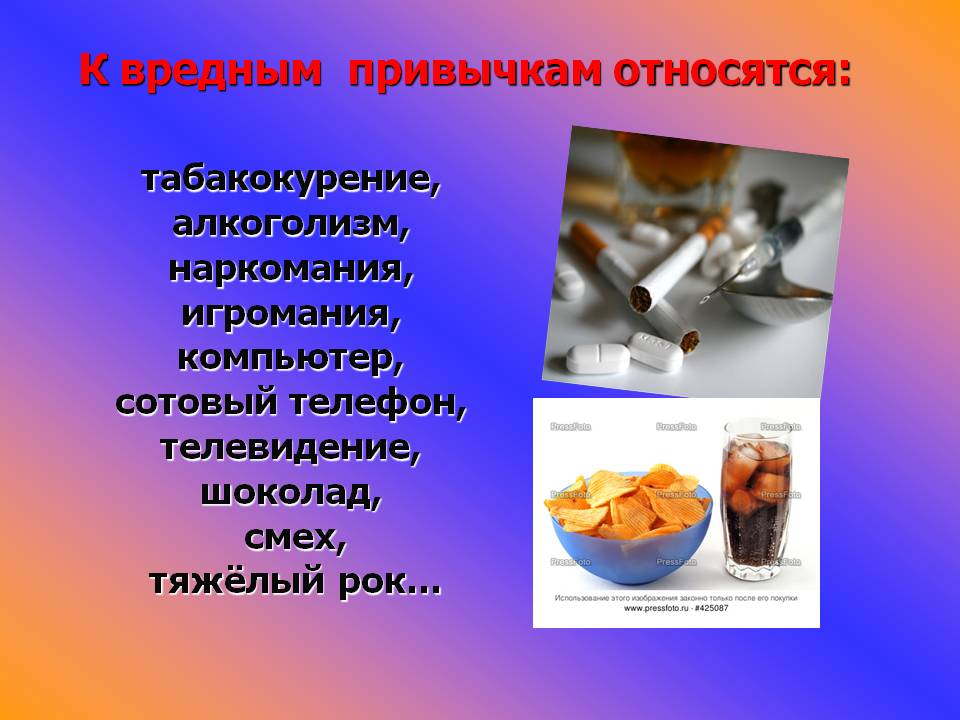 К вредным привычкам относятся:
табакокурение,
алкоголизм,
наркомания,
игромания,
компьютер,
сотовый телефон,
телевидение,
шоколад,
смех,
тяжёлый рок...
PressFoto PressFoto PressFoto
PressFoto PressFoto PressFoto
PressFoto PressFoto PressFoto
Использование этого изображения законно только после его покупки
www.pressfoto.ru - #425087